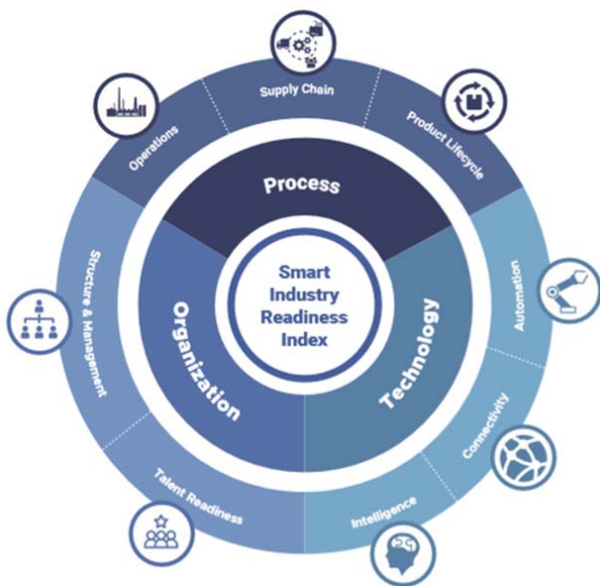 Supply Chain
Operations
Product Lifecycle
Process
Smart
Industry
Readiness
Index
Organization
Technology
Structure & Management
Automation
Connectivity
Talent Readiness
Intelligence